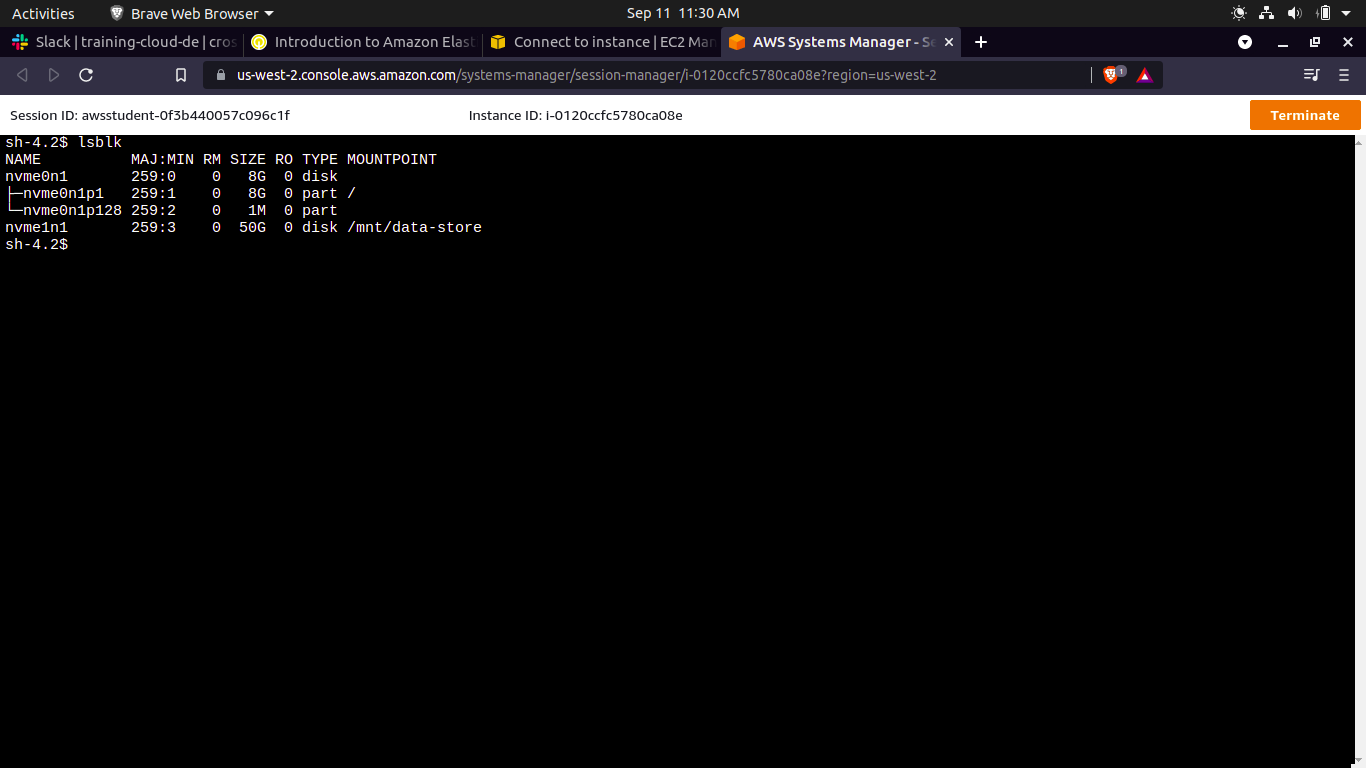 Activities Brave Web Browser Sep 11 11:30 AM
Slack | training-cloud-de | cros Introduction to Amazon Elast Connect to instance | EC2 Man AWS Systems Manager - Se
us-west-2.console.aws.amazon.com/systems-manager/session-manager/i-0120ccfc5780ca08e?region=us-west-2 1
Session ID: awsstudent-0f3b440057c096c1f Instance ID: i-0120ccfc5780ca08e Terminate
sh-4.2$ lsblk
NAME          MAJ:MIN RM SIZE RO TYPE MOUNTPOINT
nvme0n1       259:0    0   8G  0 disk
├─nvme0n1p1   259:1    0   8G  0 part /
└─nvme0n1p128 259:2    0   1M  0 part
nvme1n1       259:3    0  50G  0 disk /mnt/data-store
sh-4.2$